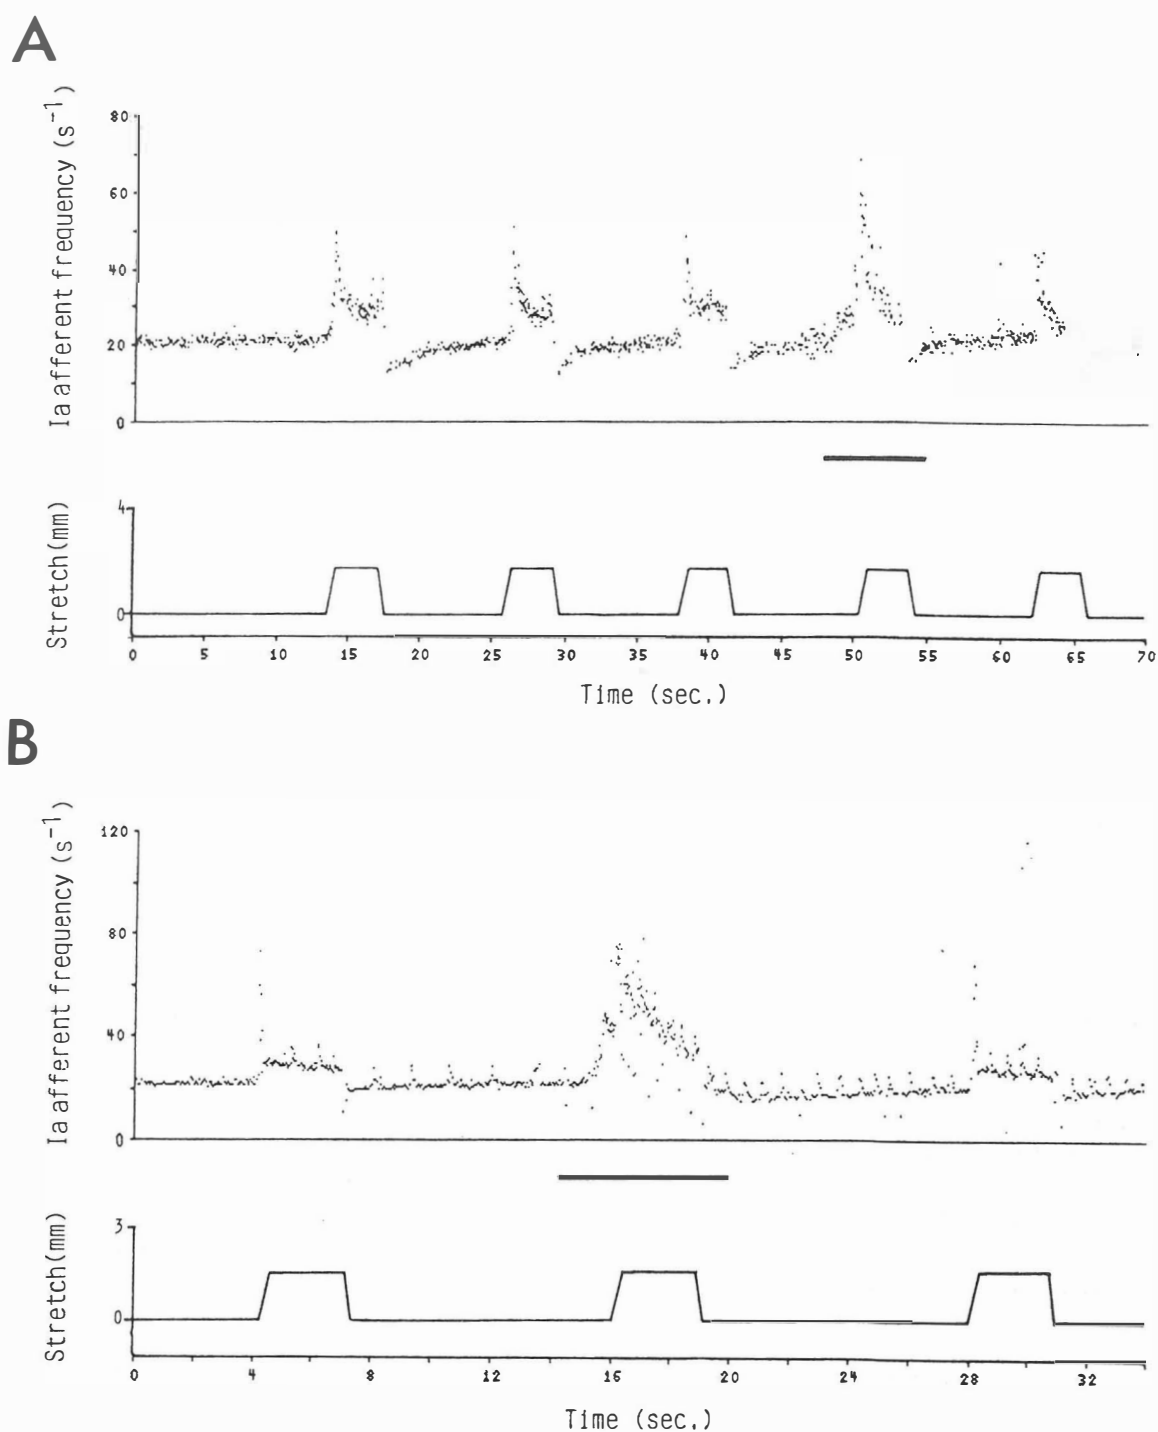 A
Ia afferent frequency (s⁻¹)
80
60
40
20
0
Stretch(mm)
4
0
0 5 10 15 20 25 30 35 40 45 50 55 60 65 70
Time (sec.)
B
Ia afferent frequency (s⁻¹)
120
80
40
0
Stretch(mm)
3
0
0 4 8 12 16 20 24 28 32
Time (sec.)